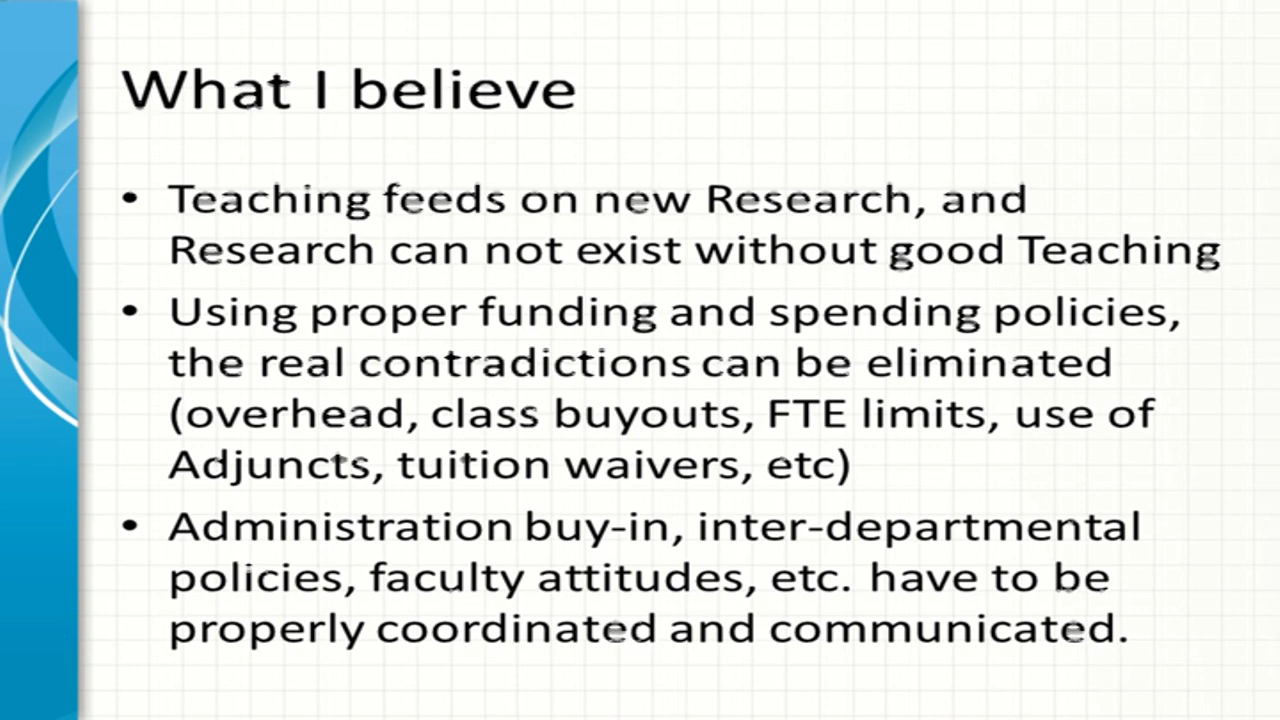 What I believe
• Teaching feeds on new Research, and
Research can not exist without good Teaching
• Using proper funding and spending policies,
the real contradictions can be eliminated
(overhead, class buyouts, FTE limits, use of
Adjuncts, tuition waivers, etc)
• Administration buy-in, inter-departmental
policies, faculty attitudes, etc. have to be
properly coordinated and communicated.